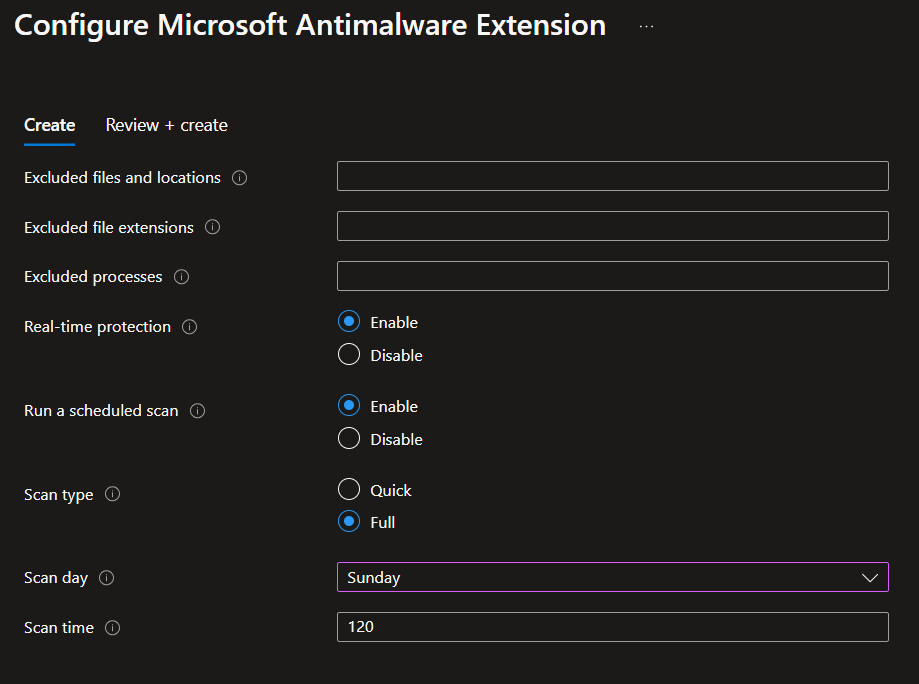 Configure Microsoft Antimalware Extension ...
Create Review + create
Excluded files and locations
Excluded file extensions
Excluded processes
Real-time protection
Enable
Disable
Run a scheduled scan
Enable
Disable
Scan type
Quick
Full
Scan day
Sunday
Scan time
120